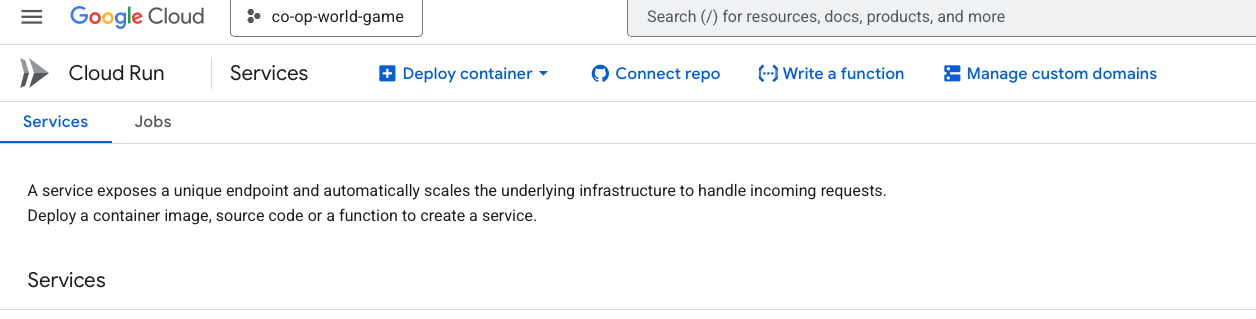 Google Cloud co-op-world-game Search (/) for resources, docs, products, and more
Cloud Run Services Deploy container Connect repo Write a function Manage custom domains
Services Jobs
A service exposes a unique endpoint and automatically scales the underlying infrastructure to handle incoming requests.
Deploy a container image, source code or a function to create a service.
Services